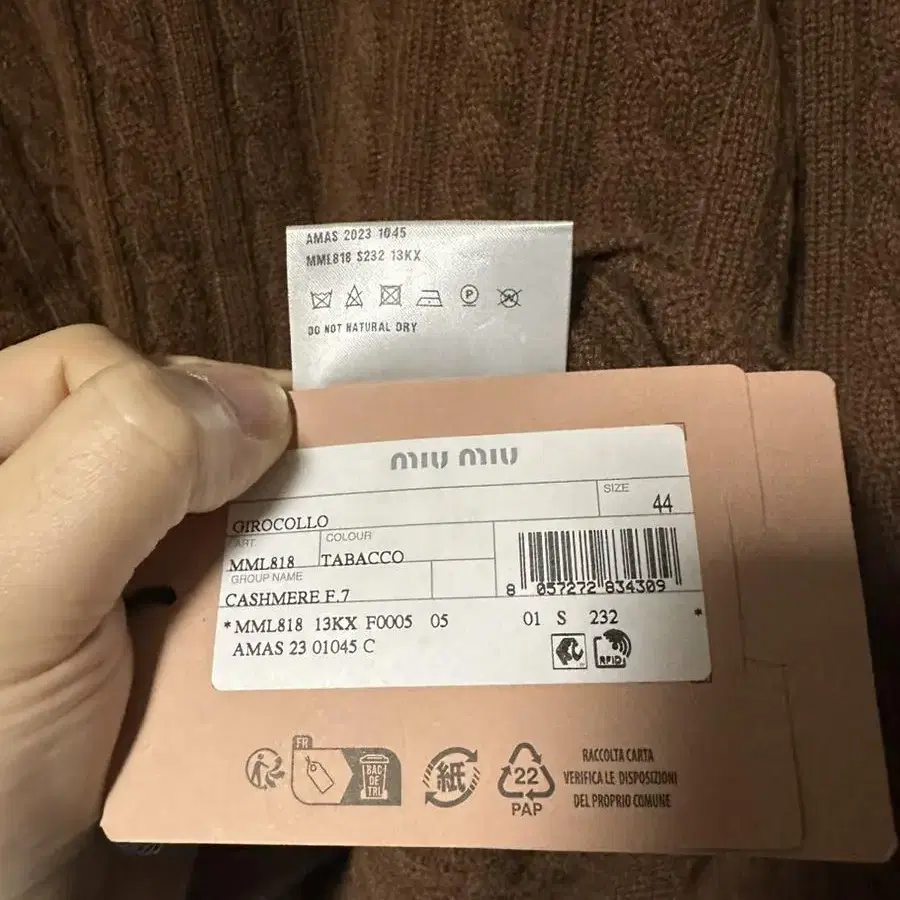 AMAS 2023 1045
MML818 S232 13KX
P
W
DO NOT NATURAL DRY
miu miu
SIZE
44
GIROCOLLO
ART.
COLOUR
MML818 TABACCO
GROUP NAME
CASHMERE F.7
8 057272 834309
*MML818 13KX F0005 05 01 S 232 *
AMAS 23 01045 C
RFID
FR
BAC
DE
TRI
紙
22
PAP
RACCOLTA CARTA
VERIFICA LE DISPOSIZIONI
DEL PROPRIO COMUNE